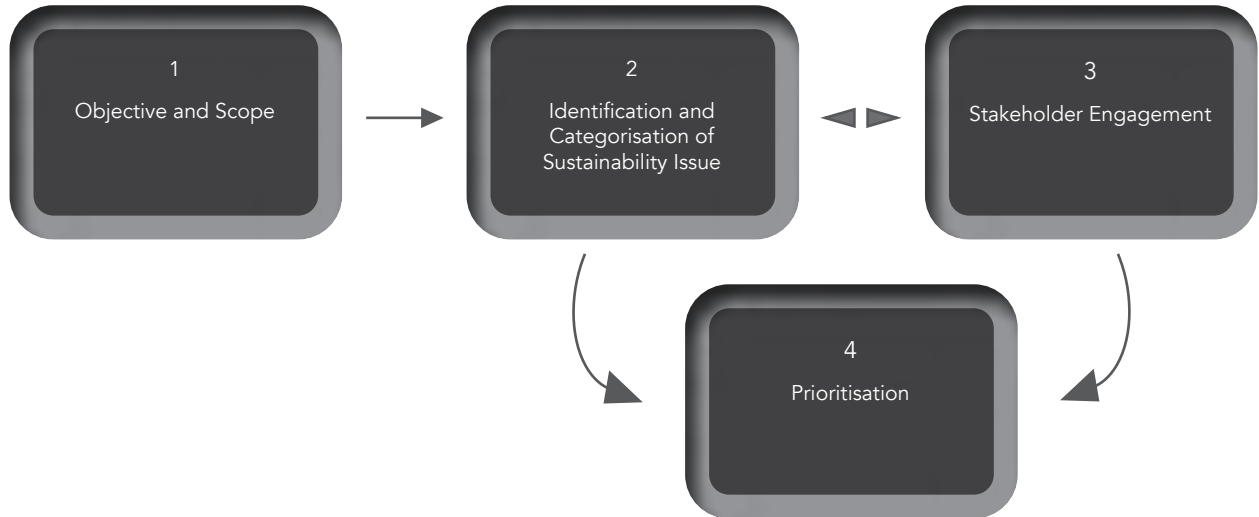 1
Objective and Scope
2
Identification and
Categorisation of
Sustainability Issue
3
Stakeholder Engagement
4
Prioritisation